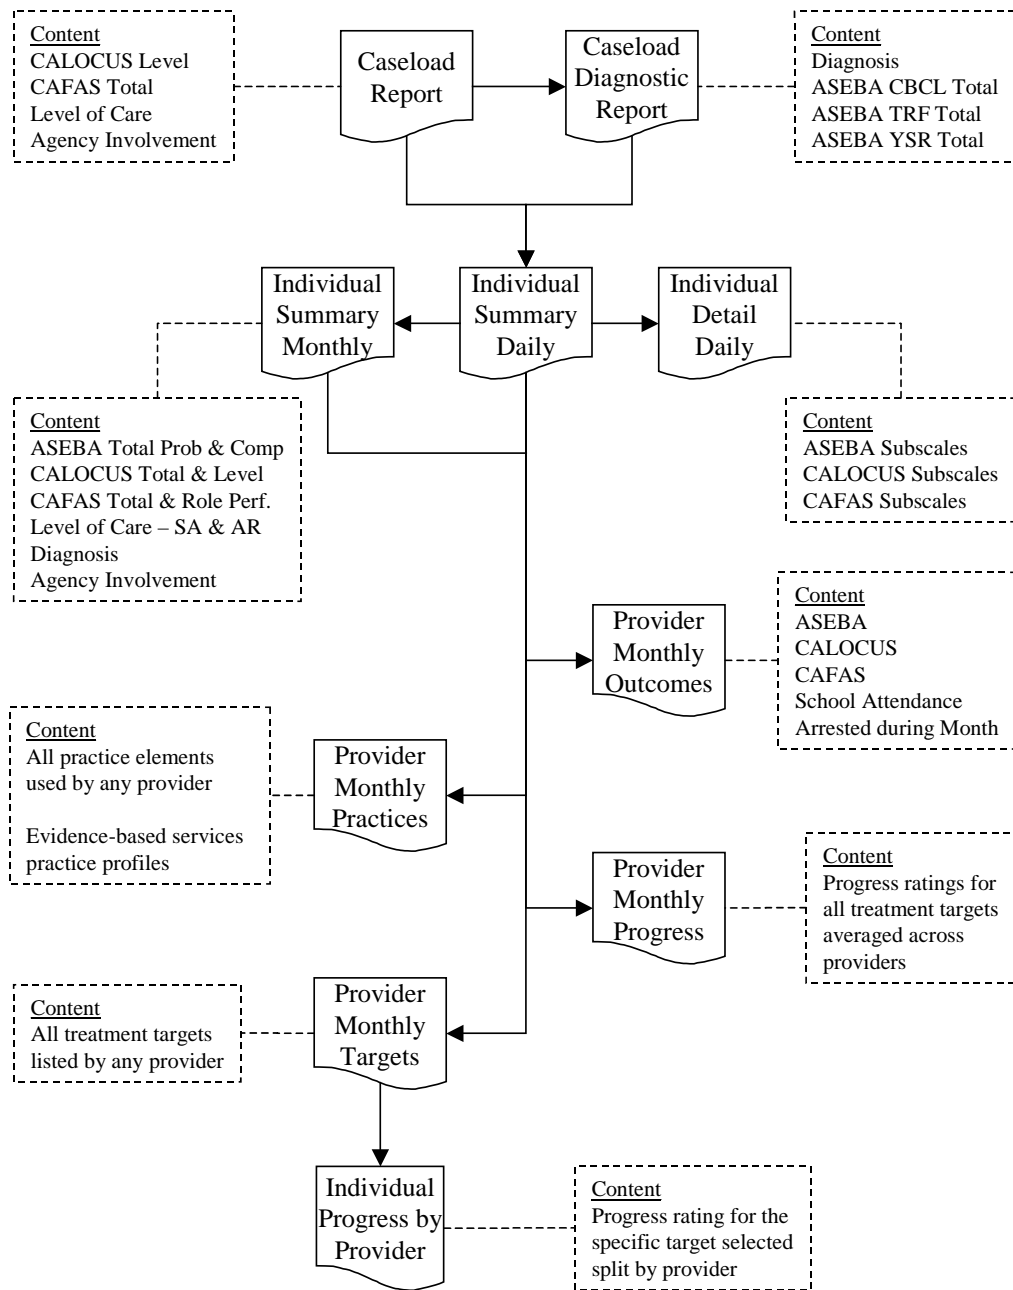 Content
CALOCUS Level
CAFAS Total
Level of Care
Agency Involvement
Caseload
Report
Caseload
Diagnostic
Report
Content
Diagnosis
ASEBA CBCL Total
ASEBA TRF Total
ASEBA YSR Total
Individual
Summary
Monthly
Individual
Summary
Daily
Individual
Detail
Daily
Content
ASEBA Total Prob & Comp
CALOCUS Total & Level
CAFAS Total & Role Perf.
Level of Care – SA & AR
Diagnosis
Agency Involvement
Content
ASEBA Subscales
CALOCUS Subscales
CAFAS Subscales
Provider
Monthly
Outcomes
Content
ASEBA
CALOCUS
CAFAS
School Attendance
Arrested during Month
Content
All practice elements
used by any provider
Evidence-based services
practice profiles
Provider
Monthly
Practices
Provider
Monthly
Progress
Content
Progress ratings for
all treatment targets
averaged across
providers
Content
All treatment targets
listed by any provider
Provider
Monthly
Targets
Individual
Progress by
Provider
Content
Progress rating for the
specific target selected
split by provider